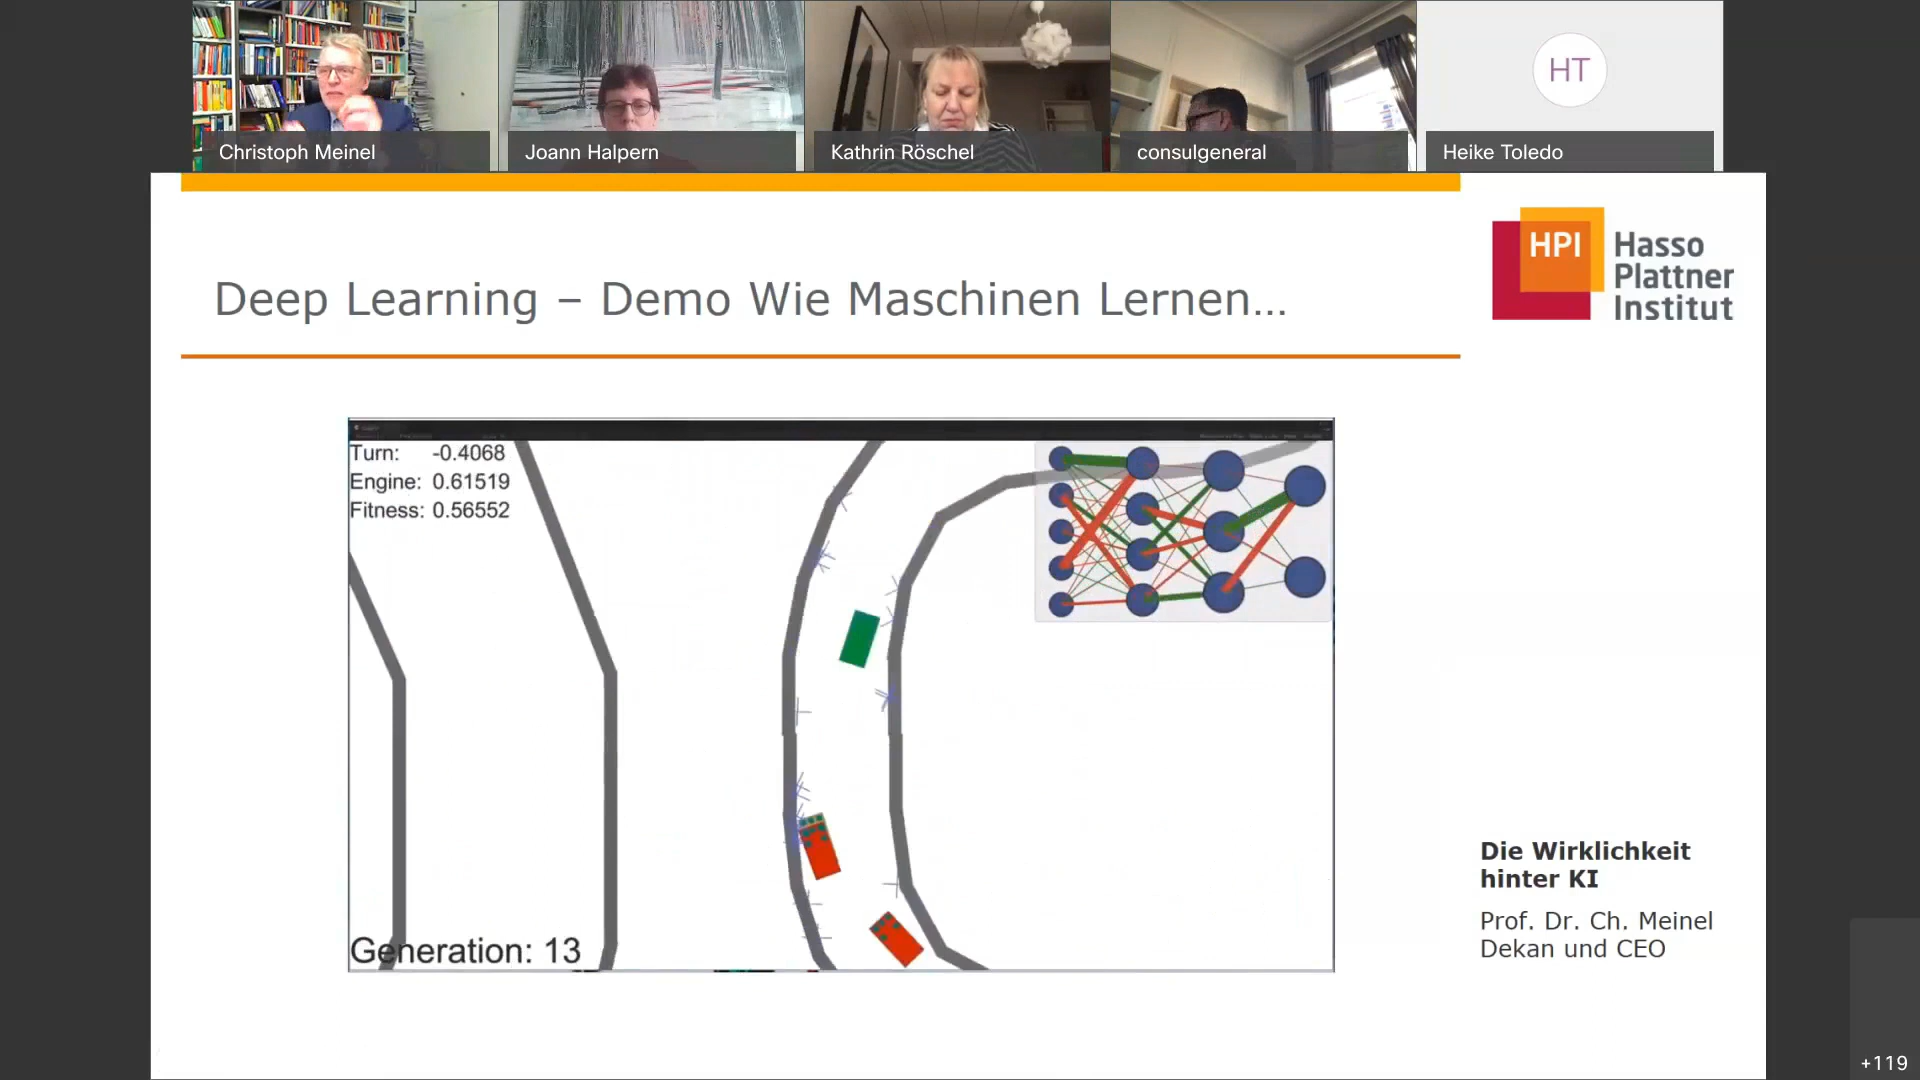 Christoph Meinel
Joann Halpern
Kathrin Röschel
consulgeneral
HT
Heike Toledo
HPI
Hasso
Plattner
Institut
Deep Learning – Demo Wie Maschinen Lernen...
Turn: -0.4068
Engine: 0.61519
Fitness: 0.56552
Generation: 13
Die Wirklichkeit
hinter KI
Prof. Dr. Ch. Meinel
Dekan und CEO
+119